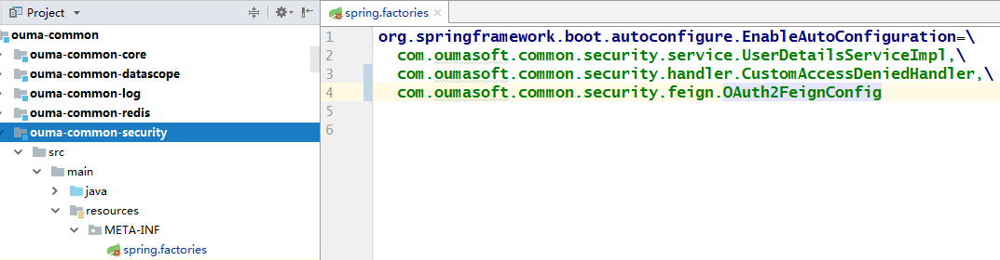 Project
ouma-common
ouma-common-core
ouma-common-datascope
ouma-common-log
ouma-common-redis
ouma-common-security
src
main
java
resources
META-INF
spring.factories
spring.factories
1 org.springframework.boot.autoconfigure.EnableAutoConfiguration=\
2 com.oumasoft.common.security.service.UserDetailsServiceImpl,\
3 com.oumasoft.common.security.handler.CustomAccessDeniedHandler,\
4 com.oumasoft.common.security.feign.OAuth2FeignConfig
5
6